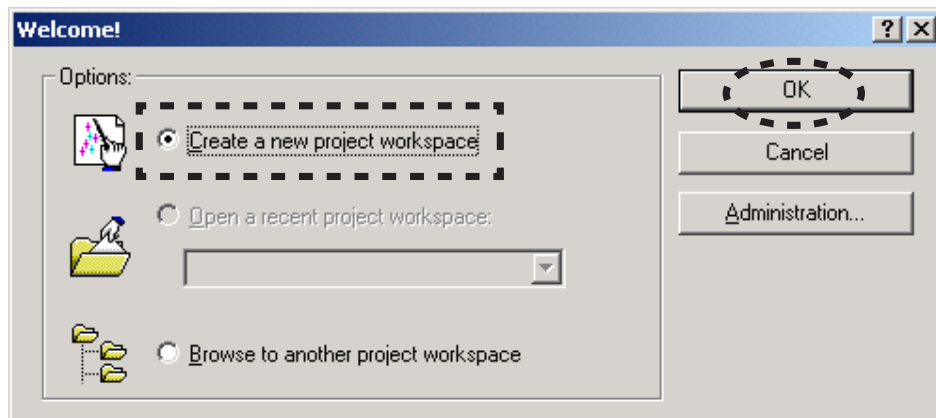 Welcome!
Options:
Create a new project workspace
Open a recent project workspace:
Browse to another project workspace
OK
Cancel
Administration...